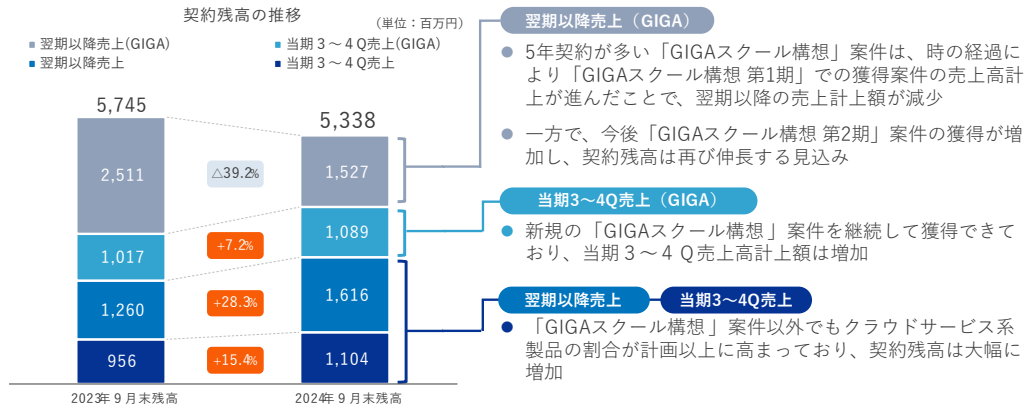 契約残高の推移
(単位：百万円)
翌期以降売上(GIGA)
当期３～４Q売上(GIGA)
翌期以降売上
当期３～４Q売上
5,745
5,338
2,511
△39.2%
1,527
1,017
+7.2%
1,089
1,260
+28.3%
1,616
956
+15.4%
1,104
2023年９月末残高
2024年９月末残高
翌期以降売上（GIGA）
● 5年契約が多い「GIGAスクール構想」案件は、時の経過に
より「GIGAスクール構想 第1期」での獲得案件の売上高計
上が進んだことで、翌期以降の売上計上額が減少
● 一方で、今後「GIGAスクール構想 第2期」案件の獲得が増
加し、契約残高は再び伸長する見込み
当期3～4Q売上（GIGA）
● 新規の「GIGAスクール構想」案件を継続して獲得できて
おり、当期３～４Ｑ売上高計上額は増加
翌期以降売上
当期3～4Q売上
● 「GIGAスクール構想」案件以外でもクラウドサービス系
製品の割合が計画以上に高まっており、契約残高は大幅に
増加